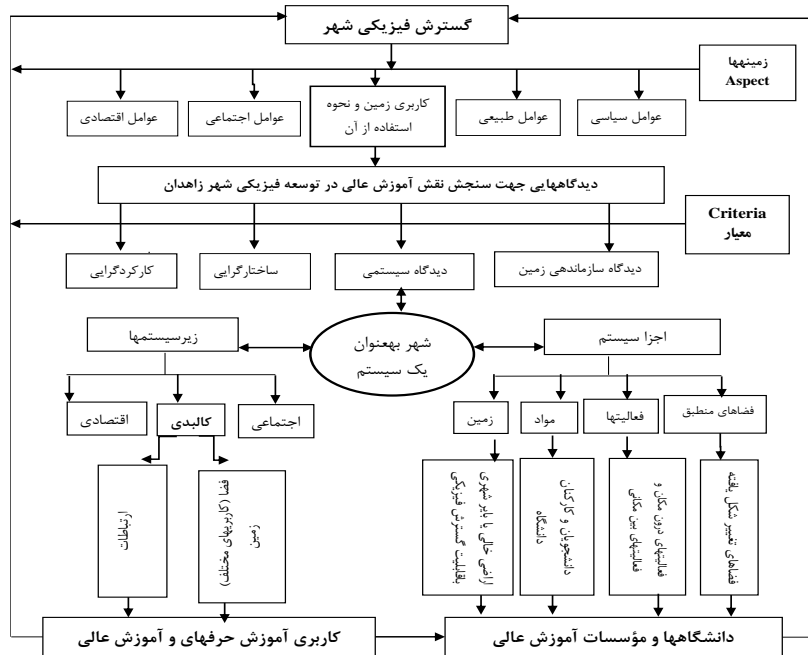 گسترش فیزیکی شهر
زمینهها
Aspect
عوامل سیاسی
عوامل طبیعی
کاربری زمین و نحوه
استفاده از آن
عوامل اجتماعی
عوامل اقتصادی
دیدگاههایی جهت سنجش نقش آموزش عالی در توسعه فیزیکی شهر زاهدان
Criteria
معیار
دیدگاه سازماندهی زمین
دیدگاه سیستمی
ساختارگرایی
کارکردگرایی
شهر بهعنوان
یک سیستم
اجزا سیستم
زیرسیستمها
فضاهای منطبق
فعالیتها
مواد
زمین
اجتماعی
کالبدی
اقتصادی
فضاهای تغییر شکل یافته
فعالیتهای درون مکان و
فعالیتهای بین مکانی
دانشجویان و کارکنان
دانشگاه
اراضی خالی یا بایر شهری
باقابلیت گسترش فیزیکی
فضا (کاربریهای مختلف)
زمین
ارتباطات
دانشگاهها و مؤسسات آموزش عالی
کاربری آموزش حرفهای و آموزش عالی